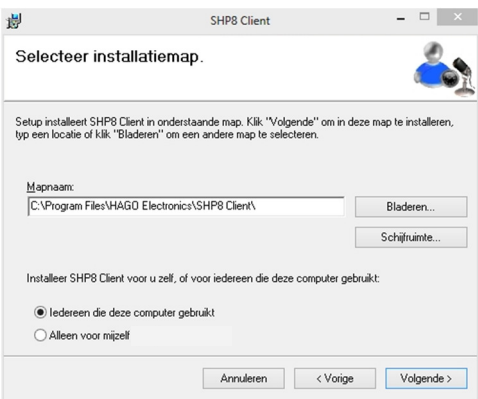 SHP8 Client
Selecteer installatiemap.
Setup installeert SHP8 Client in onderstaande map. Klik "Volgende" om in deze map te installeren,
typ een locatie of klik "Bladeren" om een andere map te selecteren.
Mapnaam:
C:\Program Files\HAGO Electronics\SHP8 Client\
Bladeren...
Schijfruimte...
Installeer SHP8 Client voor u zelf, of voor iedereen die deze computer gebruikt:
Iedereen die deze computer gebruikt
Alleen voor mijzelf
Annuleren
< Vorige
Volgende >